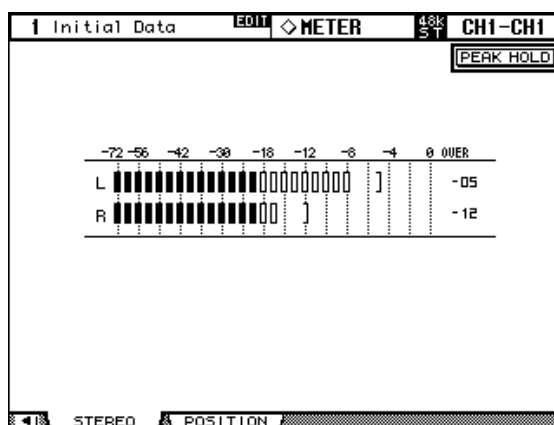 1 Initial Data EDIT ◇METER 48k ST CH1-CH1
PEAK HOLD
-72 -56 -42 -30 -18 -12 -8 -4 0 OVER
L -05
R -12
STEREO POSITION